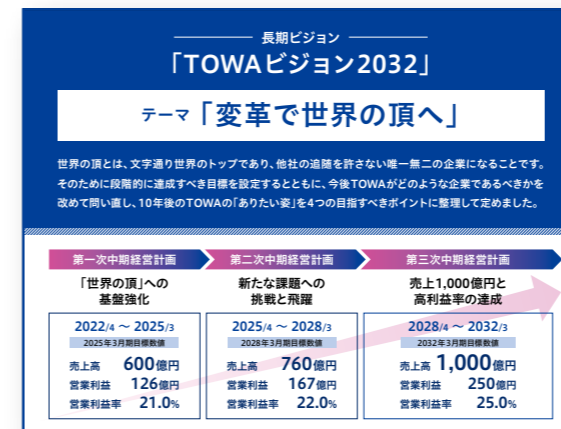 長期ビジョン
「TOWAビジョン2032」
テーマ「変革で世界の頂へ」
世界の頂とは、文字通り世界のトップであり、他社の追随を許さない唯一無二の企業になることです。
そのために段階的に達成すべき目標を設定するとともに、今後TOWAがどのような企業であるべきかを
改めて問い直し、10年後のTOWAの「ありたい姿」を4つの目指すべきポイントに整理して定めました。
第一次中期経営計画
「世界の頂」への
基盤強化
2022/4 ～ 2025/3
2025年3月期目標数値
売上高 600億円
営業利益 126億円
営業利益率 21.0%
第二次中期経営計画
新たな課題への
挑戦と飛躍
2025/4 ～ 2028/3
2028年3月期目標数値
売上高 760億円
営業利益 167億円
営業利益率 22.0%
第三次中期経営計画
売上1,000億円と
高利益率の達成
2028/4 ～ 2032/3
2032年3月期目標数値
売上高 1,000億円
営業利益 250億円
営業利益率 25.0%